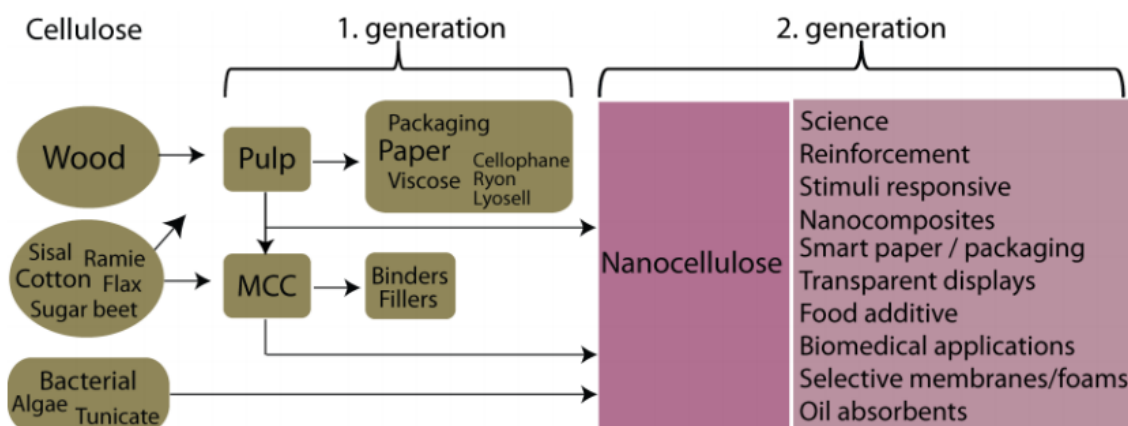 Cellulose
1. generation
2. generation
Wood
Pulp
Packaging
Paper
Viscose
Cellophane
Ryon
Lyosell
Sisal
Ramie
Cotton
Flax
Sugar beet
MCC
Binders
Fillers
Bacterial
Algae
Tunicate
Nanocellulose
Science
Reinforcement
Stimuli responsive
Nanocomposites
Smart paper / packaging
Transparent displays
Food additive
Biomedical applications
Selective membranes/foams
Oil absorbents